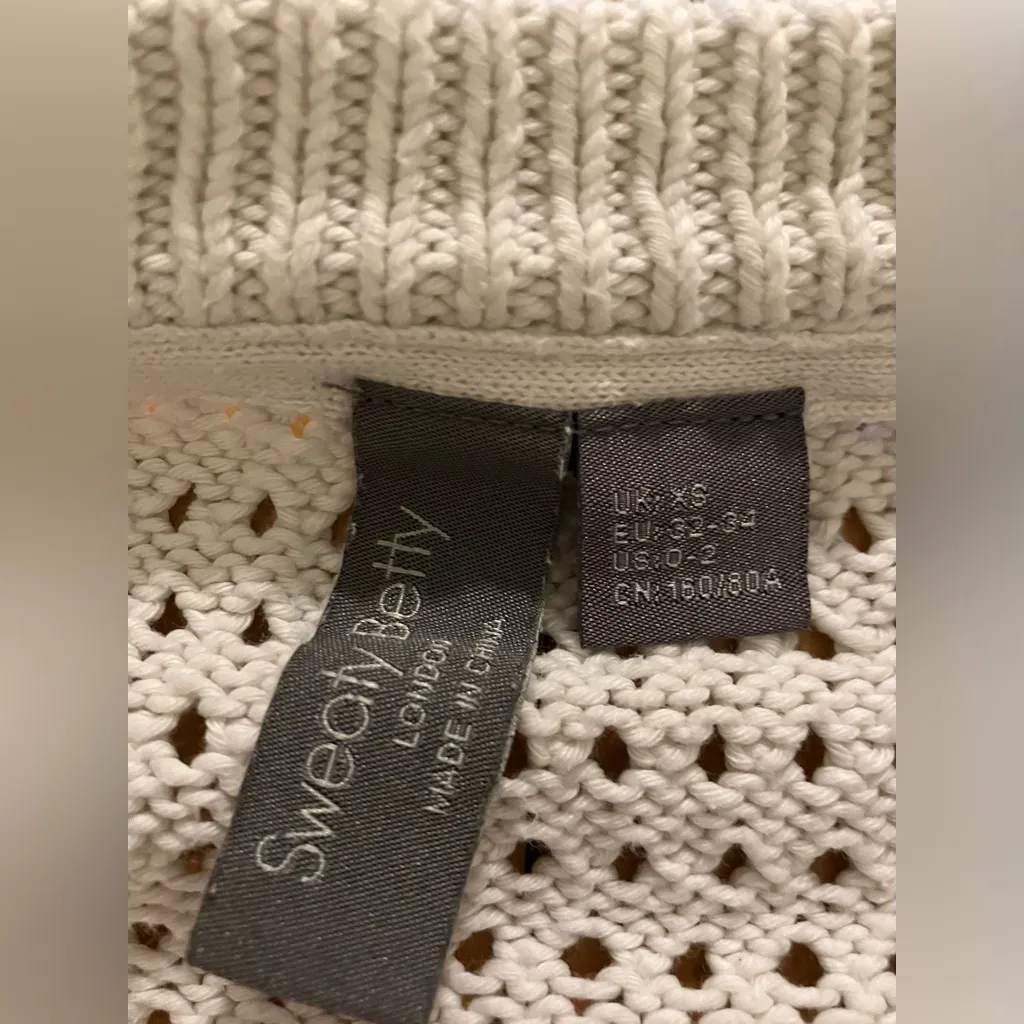 Sweaty Betty
LONDON
MADE IN CHINA
UK: XS
EU: 32-34
US: 0-2
CN: 160/80A